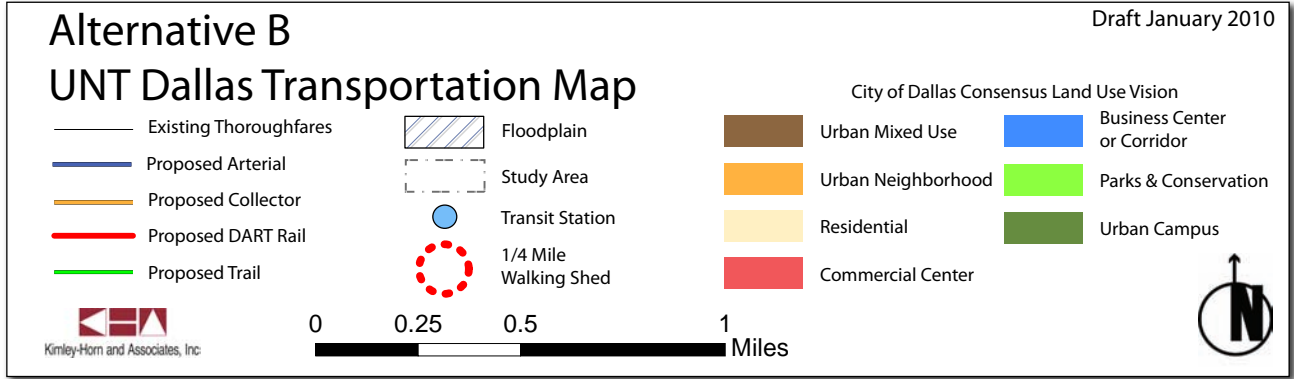 Alternative B
Draft January 2010
UNT Dallas Transportation Map
Existing Thoroughfares
Proposed Arterial
Proposed Collector
Proposed DART Rail
Proposed Trail
Floodplain
Study Area
Transit Station
1/4 Mile
Walking Shed
City of Dallas Consensus Land Use Vision
Urban Mixed Use
Urban Neighborhood
Residential
Commercial Center
Business Center
or Corridor
Parks & Conservation
Urban Campus
Kimley-Horn and Associates, Inc.
0 0.25 0.5 1
Miles
N